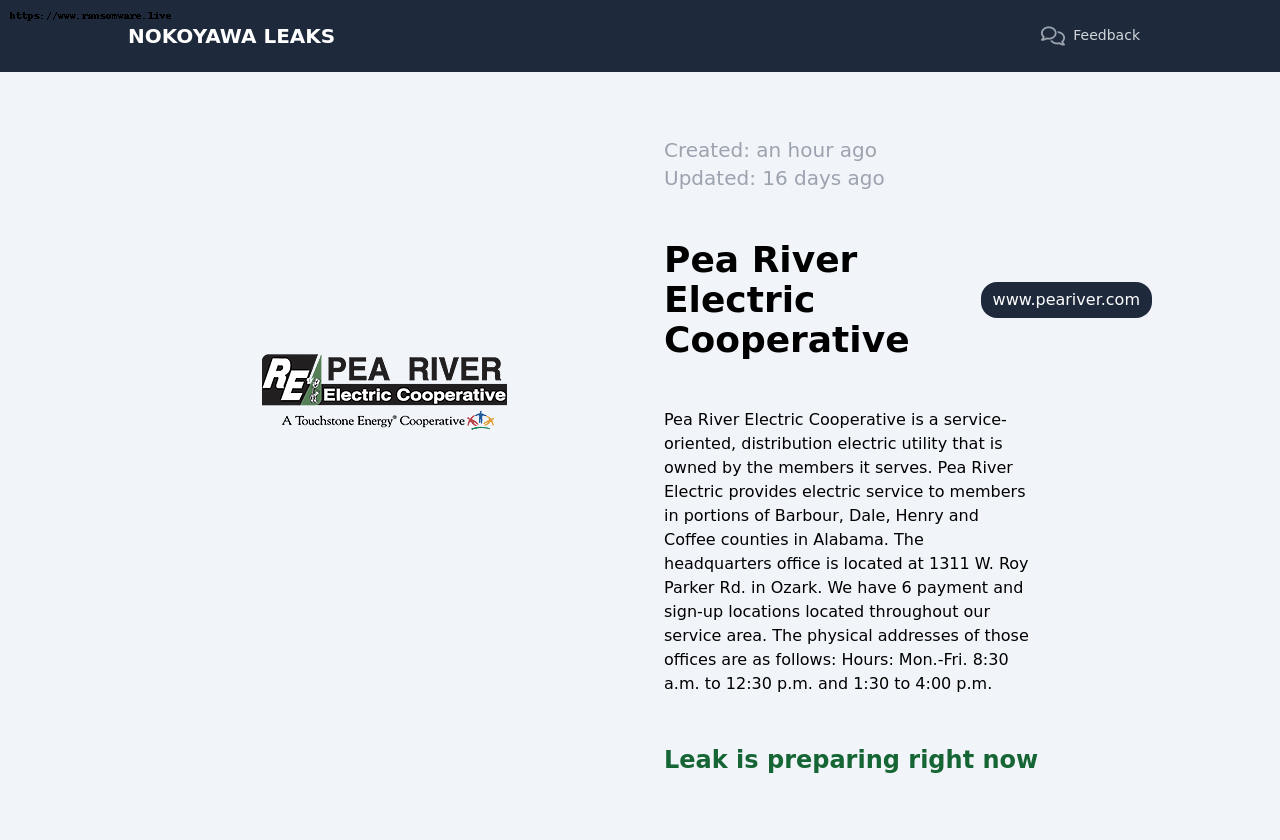 https://www.ransomware.live
NOKOYAWA LEAKS
Feedback
Created: an hour ago
Updated: 16 days ago
Pea River
Electric
Cooperative
www.peariver.com
RE
PEA RIVER
Electric Cooperative
A Touchstone Energy® Cooperative
Pea River Electric Cooperative is a service-
oriented, distribution electric utility that is
owned by the members it serves. Pea River
Electric provides electric service to members
in portions of Barbour, Dale, Henry and
Coffee counties in Alabama. The
headquarters office is located at 1311 W. Roy
Parker Rd. in Ozark. We have 6 payment and
sign-up locations located throughout our
service area. The physical addresses of those
offices are as follows: Hours: Mon.-Fri. 8:30
a.m. to 12:30 p.m. and 1:30 to 4:00 p.m.
Leak is preparing right now